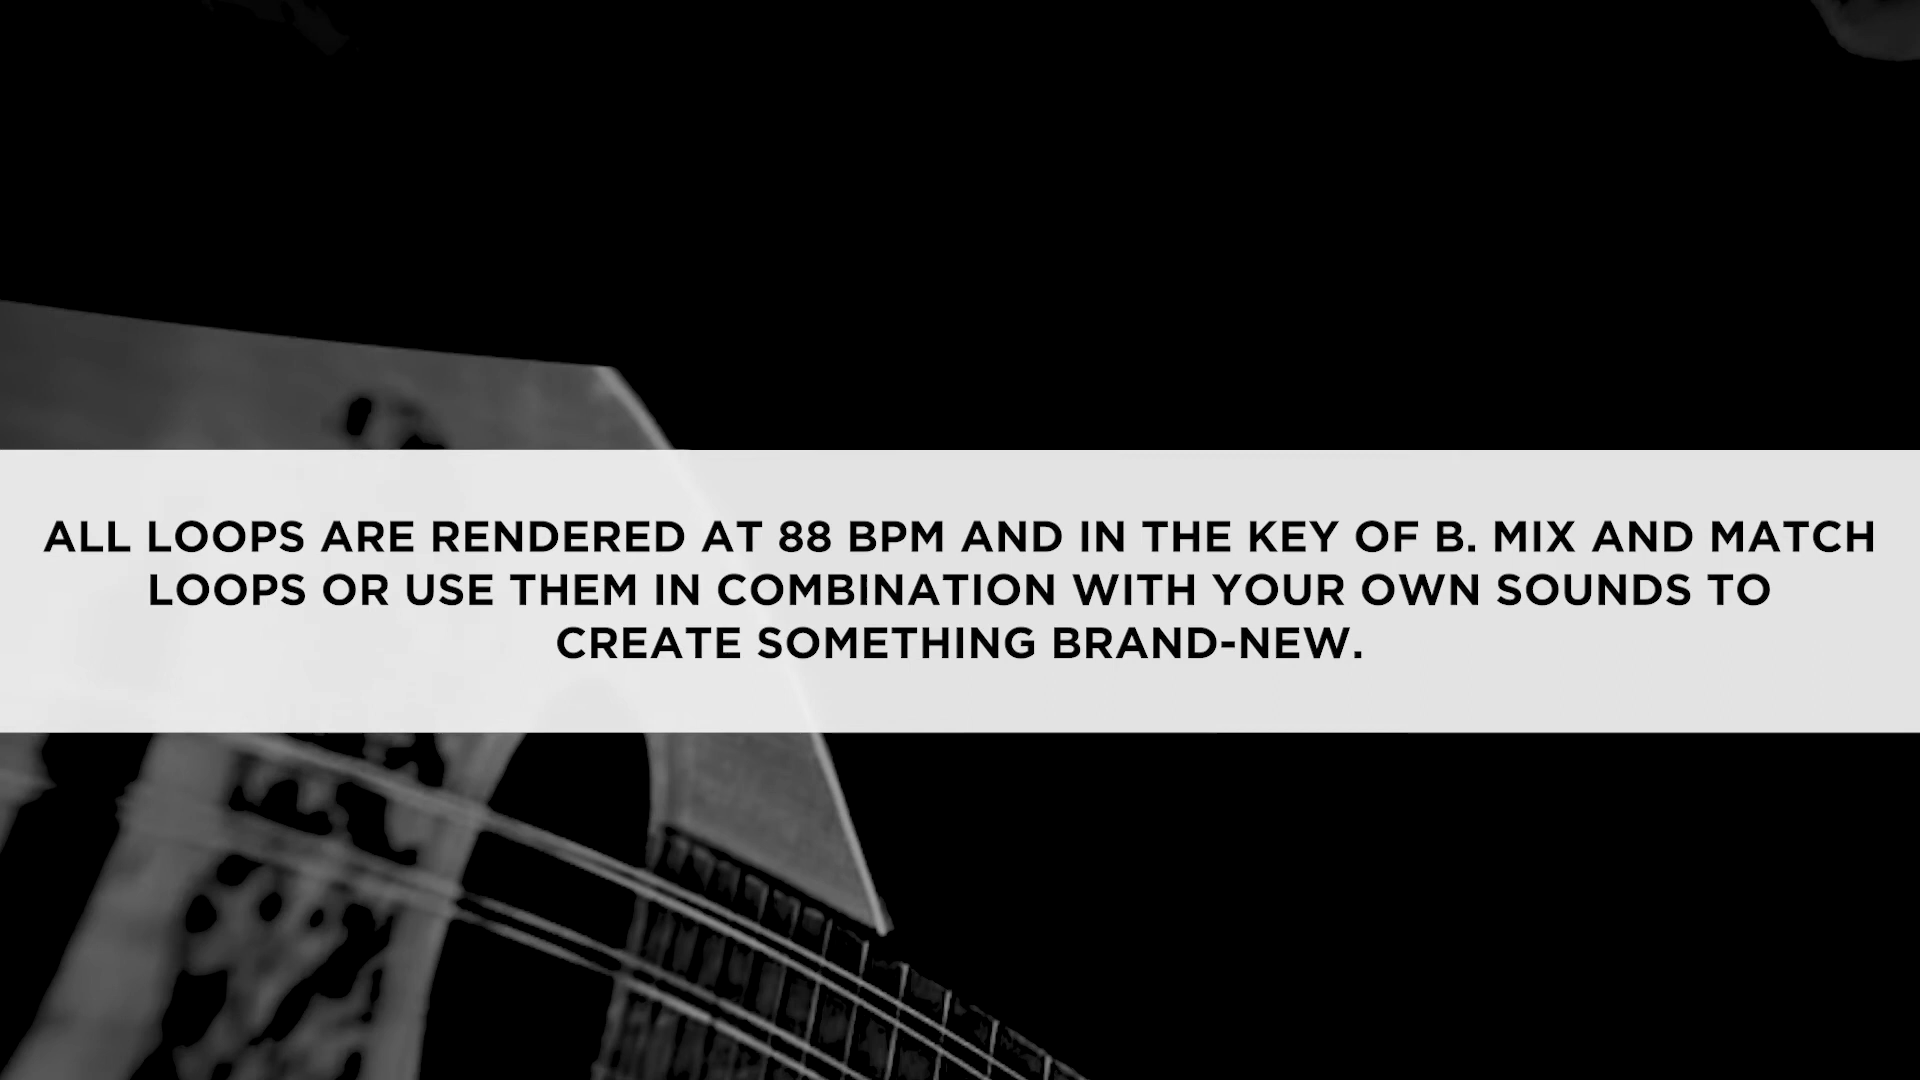 ALL LOOPS ARE RENDERED AT 88 BPM AND IN THE KEY OF B. MIX AND MATCH
LOOPS OR USE THEM IN COMBINATION WITH YOUR OWN SOUNDS TO
CREATE SOMETHING BRAND-NEW.